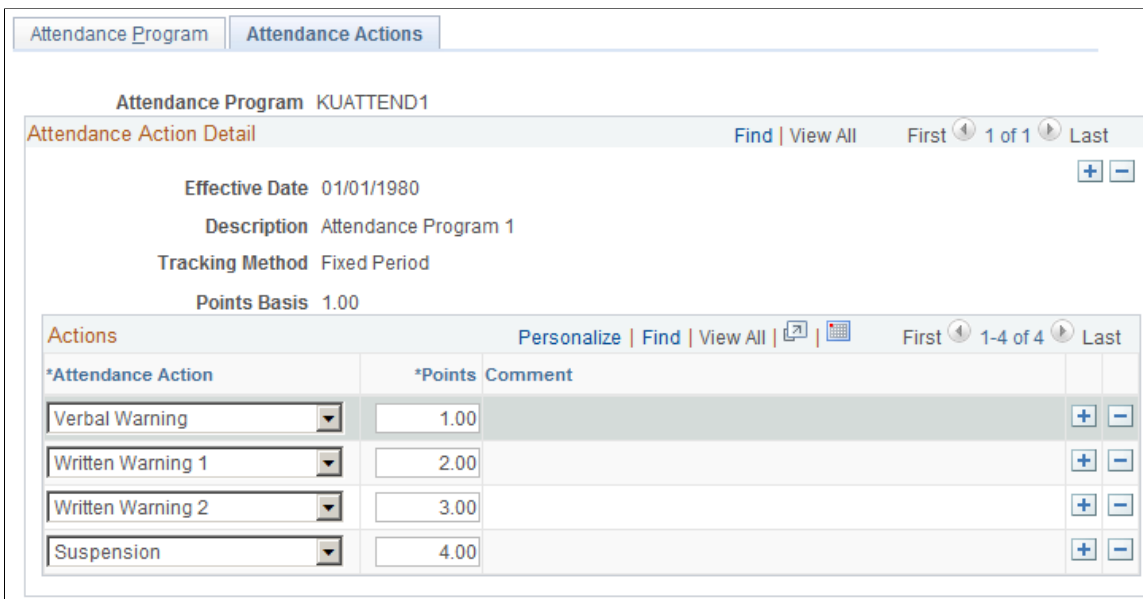 Attendance Program Attendance Actions
Attendance Program KUATTEND1
Attendance Action Detail Find | View All First 1 of 1 Last
Effective Date 01/01/1980
Description Attendance Program 1
Tracking Method Fixed Period
Points Basis 1.00
Actions Personalize | Find | View All | | First 1-4 of 4 Last
*Attendance Action *Points Comment
Verbal Warning 1.00
Written Warning 1 2.00
Written Warning 2 3.00
Suspension 4.00